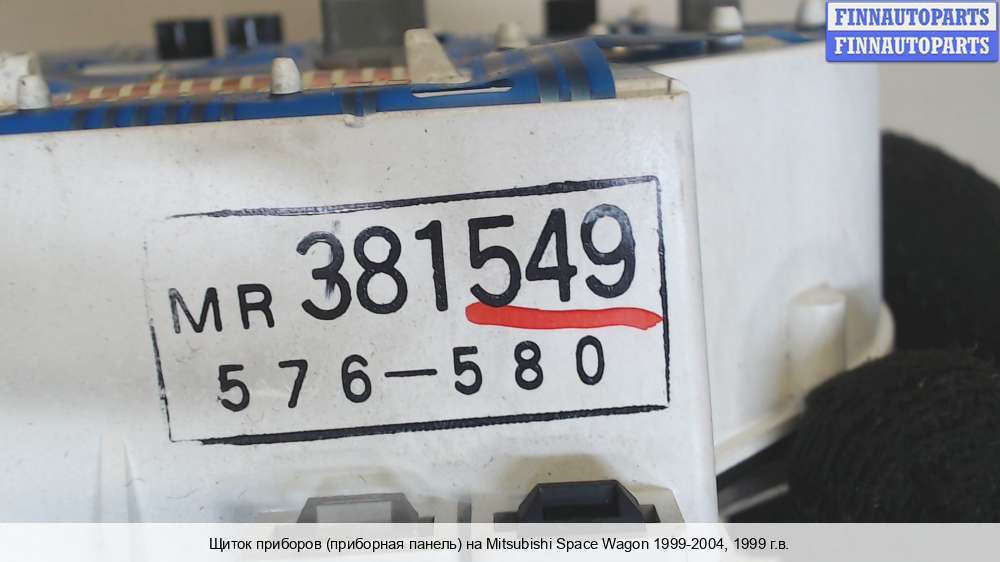 FINNAUTOPARTS
FINNAUTOPARTS
MR 381549
576-580
Щиток приборов (приборная панель) на Mitsubishi Space Wagon 1999-2004, 1999 г.в.